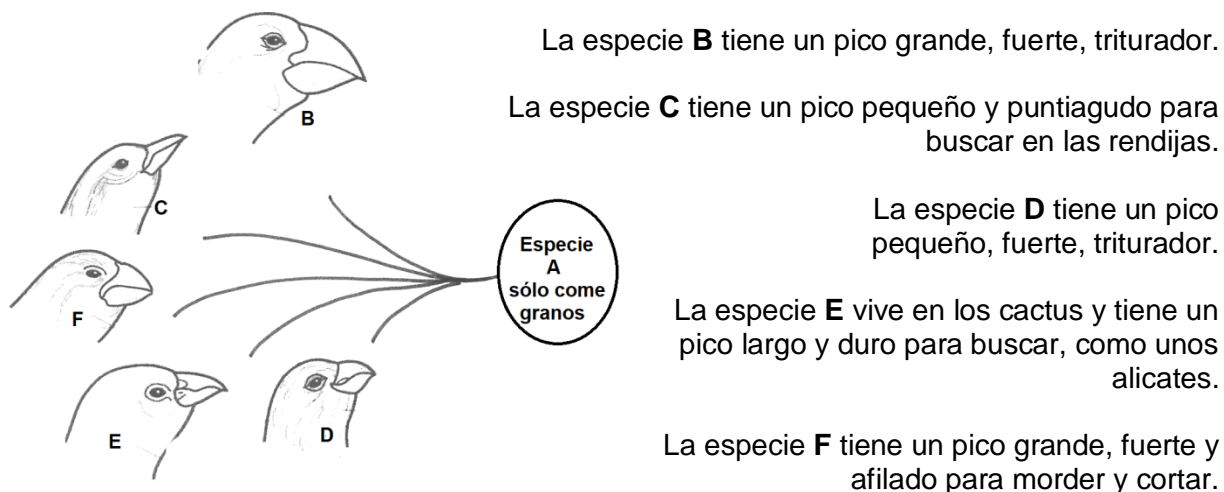 La especie B tiene un pico grande, fuerte, triturador.
La especie C tiene un pico pequeño y puntiagudo para
buscar en las rendijas.
La especie D tiene un pico
pequeño, fuerte, triturador.
La especie E vive en los cactus y tiene un
pico largo y duro para buscar, como unos
alicates.
La especie F tiene un pico grande, fuerte y
afilado para morder y cortar.
B
C
F
E
D
Especie
A
sólo come
granos